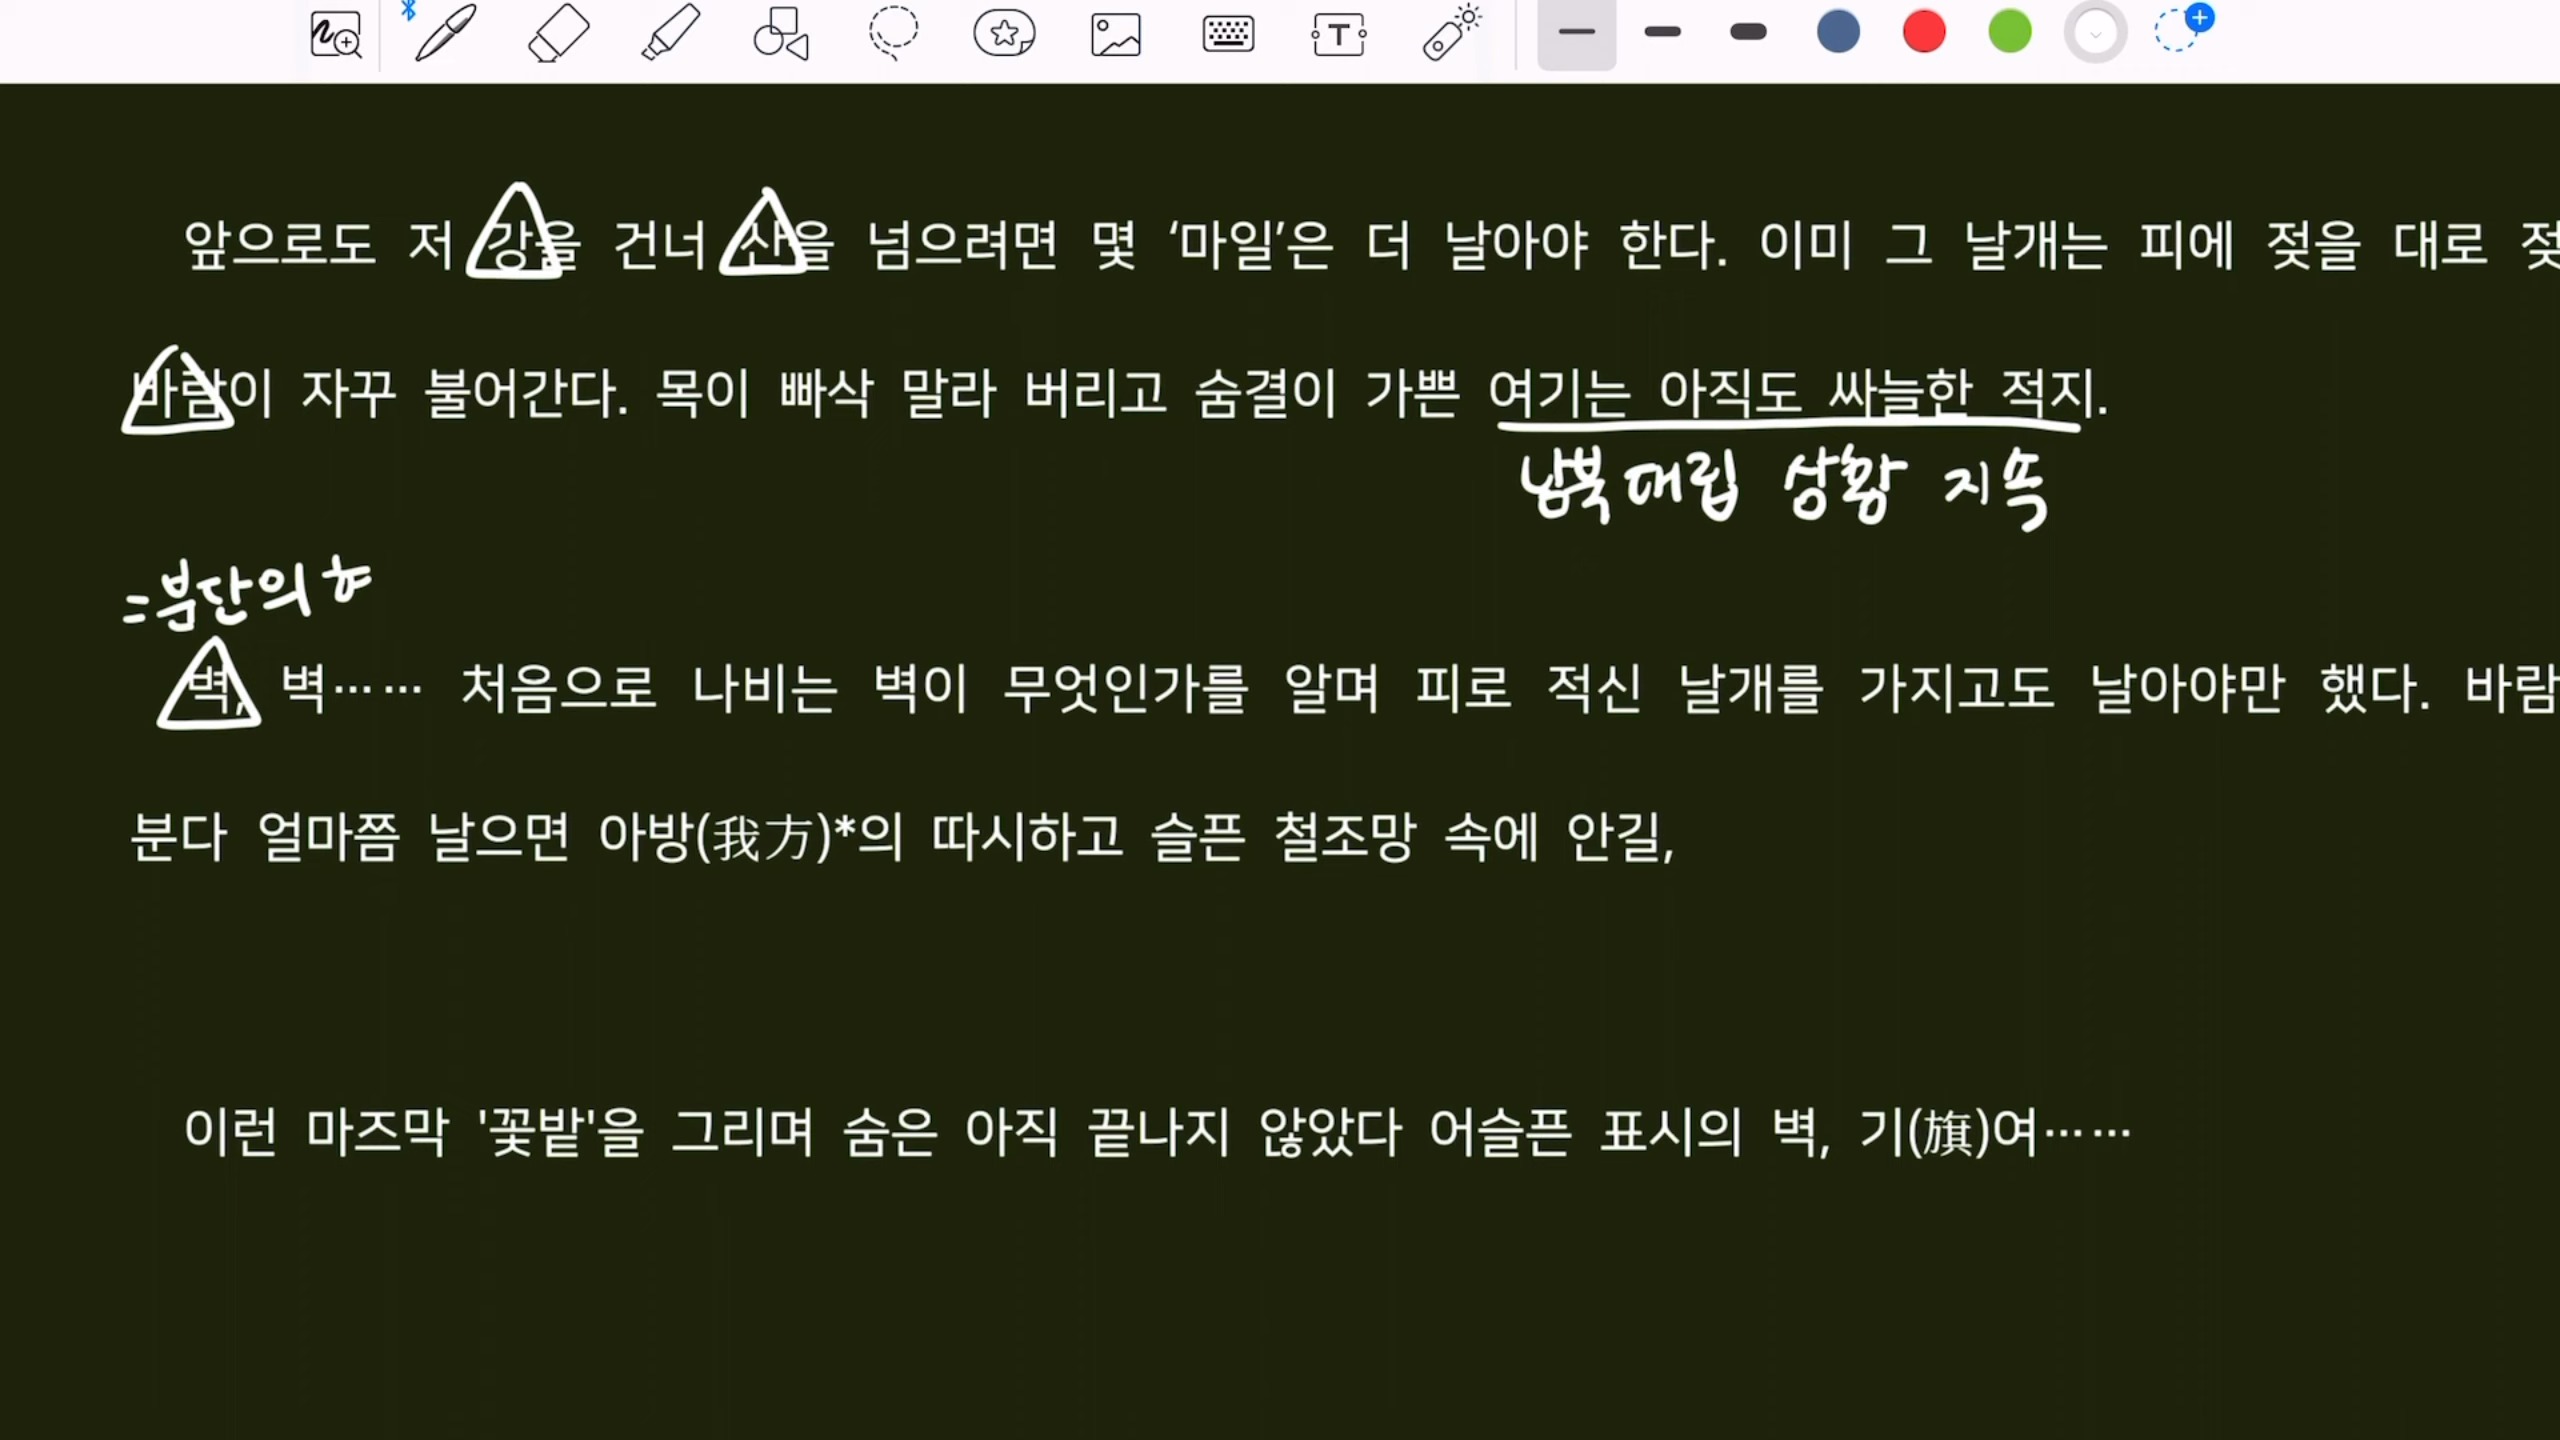 앞으로도 저 강을 건너 산을 넘으려면 몇 ‘마일’은 더 날아야 한다. 이미 그 날개는 피에 젖을 대로 젖
바람이 자꾸 불어간다. 목이 빠삭 말라 버리고 숨결이 가쁜 여기는 아직도 싸늘한 적지.
남북 대립 상황 지속
=분단의
벽, 벽…… 처음으로 나비는 벽이 무엇인가를 알며 피로 적신 날개를 가지고도 날아야만 했다. 바람
분다 얼마쯤 날으면 아방(我方)*의 따시하고 슬픈 철조망 속에 안길,
이런 마즈막 '꽃밭'을 그리며 숨은 아직 끝나지 않았다 어슬픈 표시의 벽, 기(旗)여……